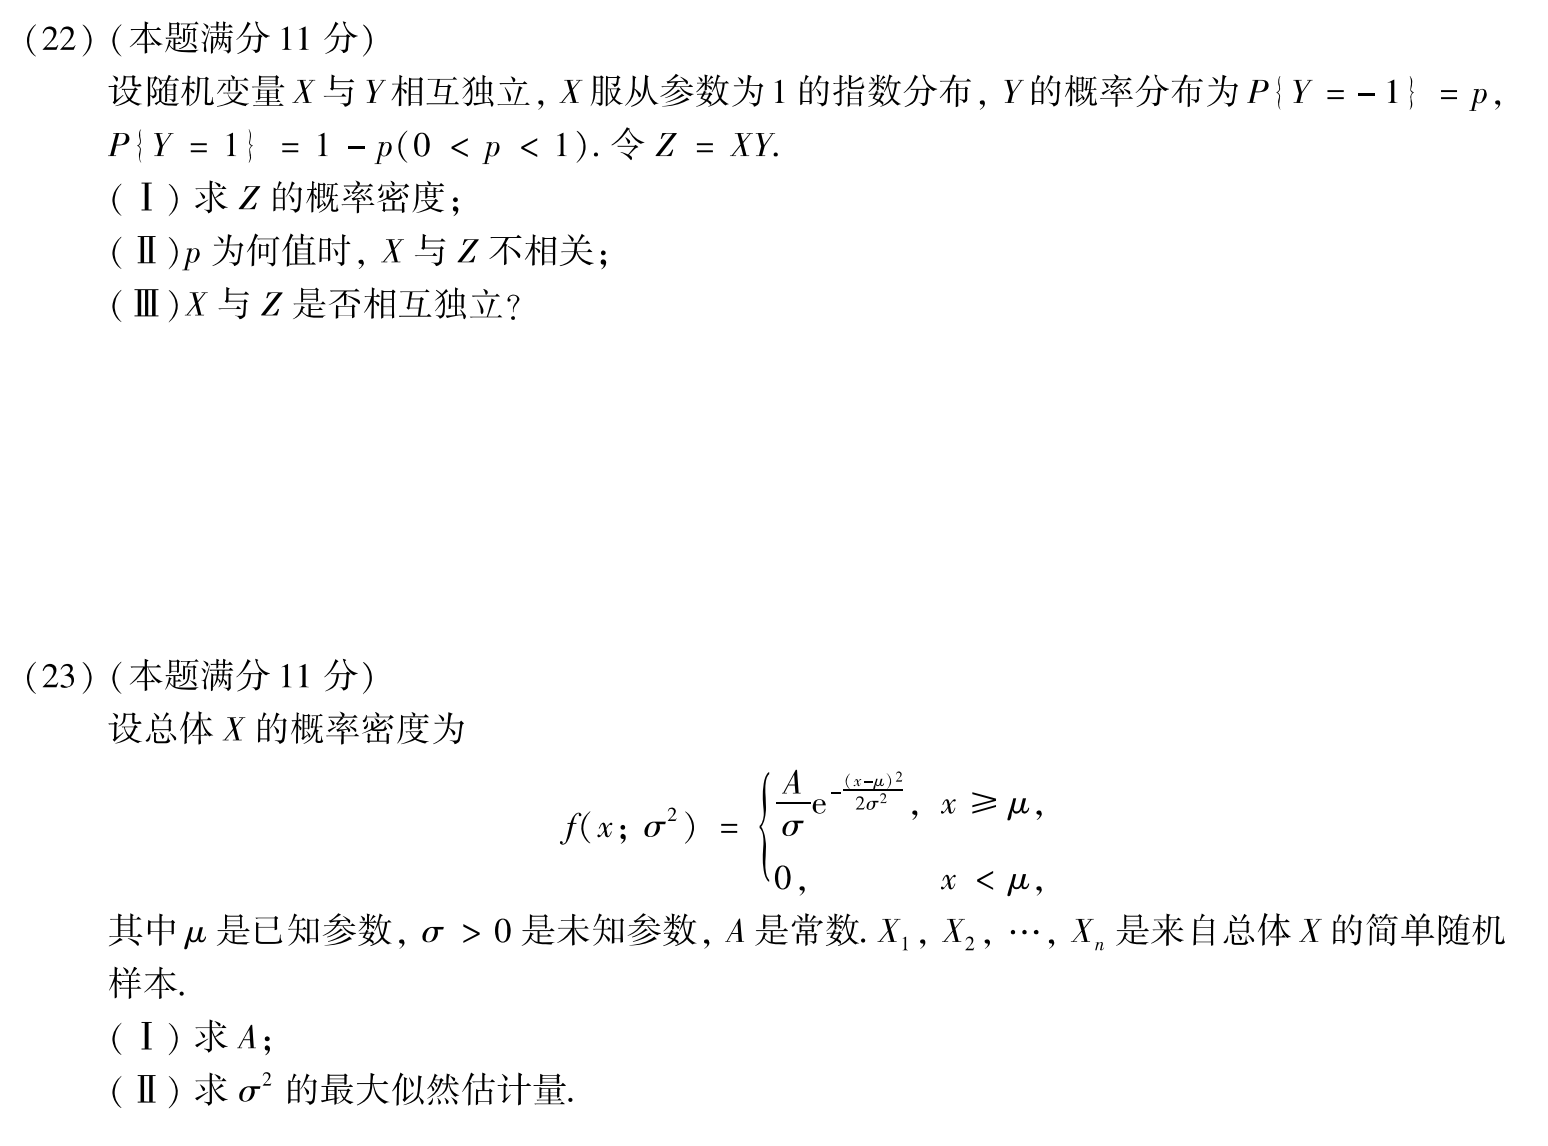 (22) (本题满分 11 分)
设随机变量 X 与 Y 相互独立, X 服从参数为 1 的指数分布, Y 的概率分布为 P{Y = -1} = p,
P{Y = 1} = 1 - p(0 < p < 1). 令 Z = XY.
(Ⅰ) 求 Z 的概率密度;
(Ⅱ) p 为何值时, X 与 Z 不相关;
(Ⅲ) X 与 Z 是否相互独立?
(23) (本题满分 11 分)
设总体 X 的概率密度为
f(x; σ²) = { A/σ e^{-(x-μ)²/2σ²}, x ≥ μ,
0, x < μ,
其中 μ 是已知参数, σ > 0 是未知参数, A 是常数. X₁, X₂, …, Xₙ 是来自总体 X 的简单随机
样本.
(Ⅰ) 求 A;
(Ⅱ) 求 σ² 的最大似然估计量.